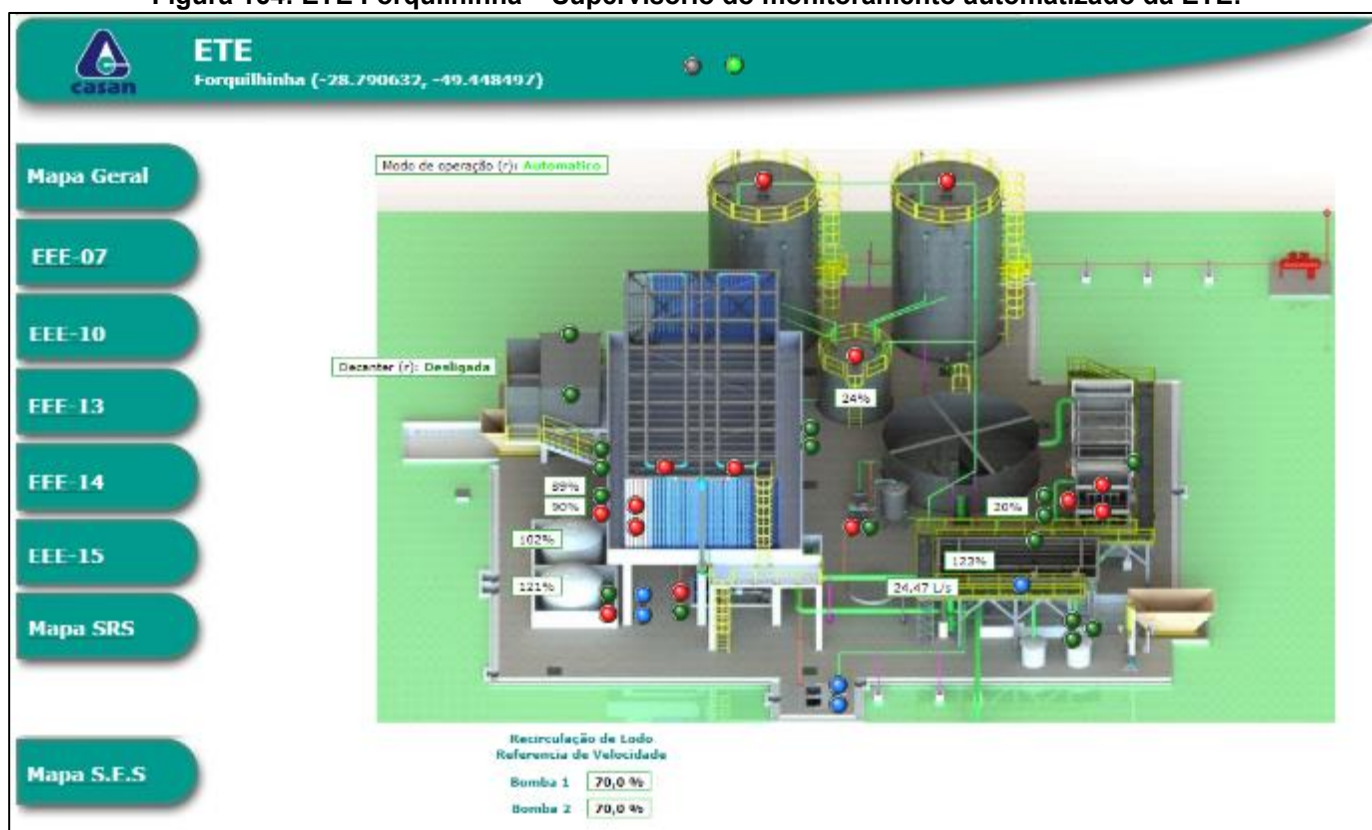 Figura 104: ETE Forquilhinha – Supervisório do monitoramento automatizado da ETE.
casan
ETE
Forquilhinha (-28.790632, -49.448497)
Mapa Geral
EEE-07
EEE-10
EEE-13
EEE-14
EEE-15
Mapa SRS
Mapa S.E.S
Modo de operação (r): Automatico
Decanter (r): Desligada
24%
89%
90%
20%
102%
123%
121%
24,47 L/s
Recirculação de Lodo
Referencia de Velocidade
Bomba 1 70,0 %
Bomba 2 70,0 %